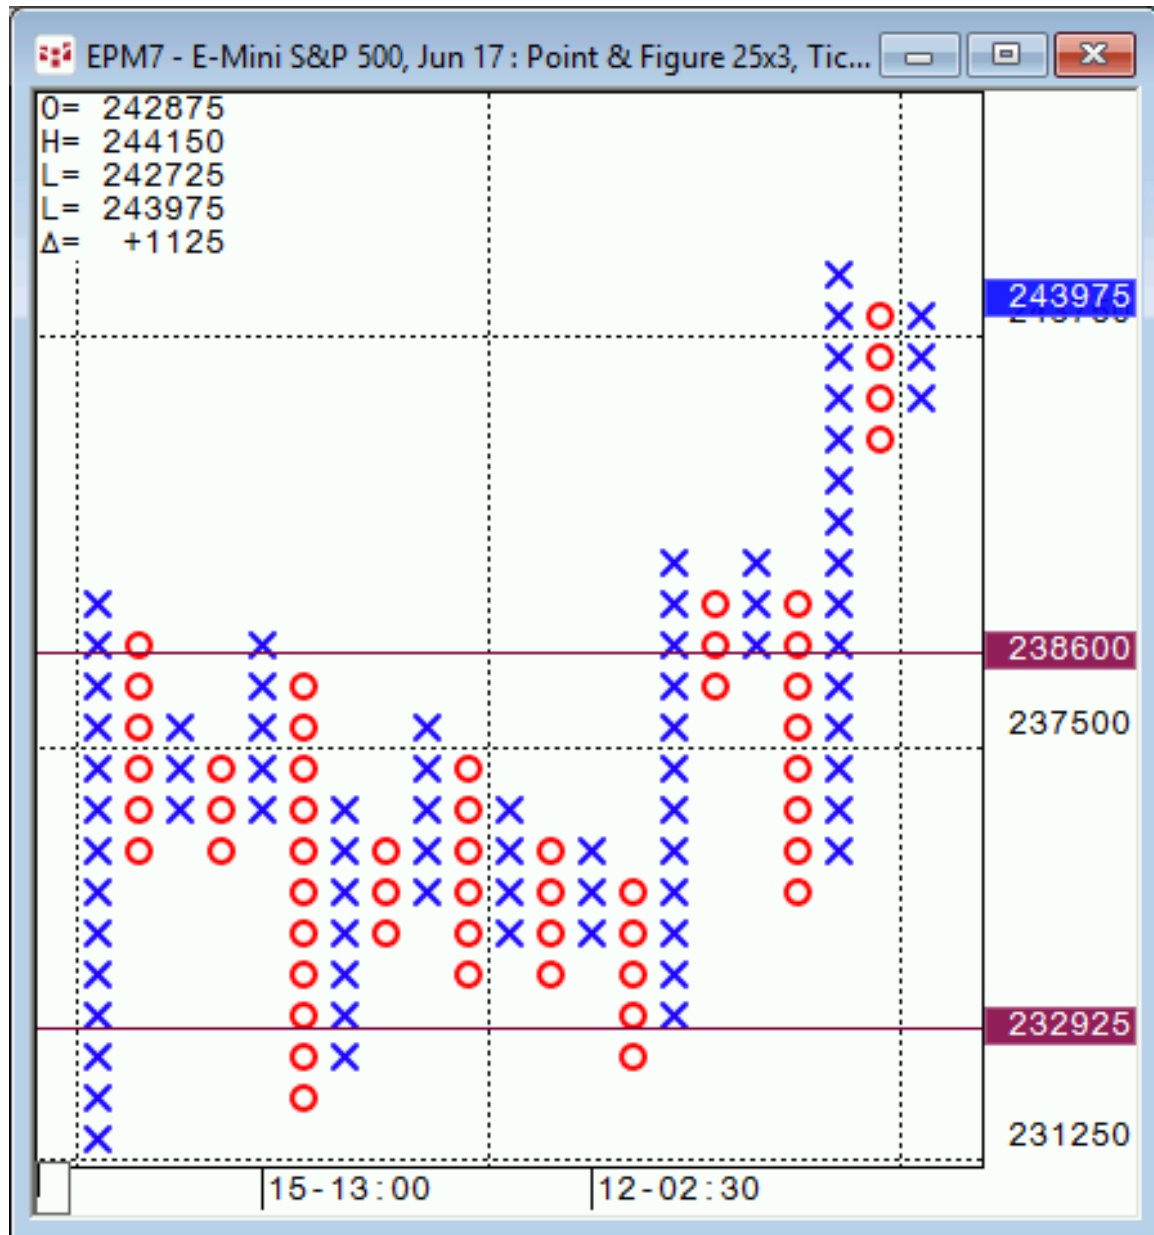 EPM7 - E-Mini S&P 500, Jun 17 : Point & Figure 25x3, Tic...
O= 242875
H= 244150
L= 242725
L= 243975
Δ= +1125
243975
238600
237500
232925
231250
15-13:00
12-02:30